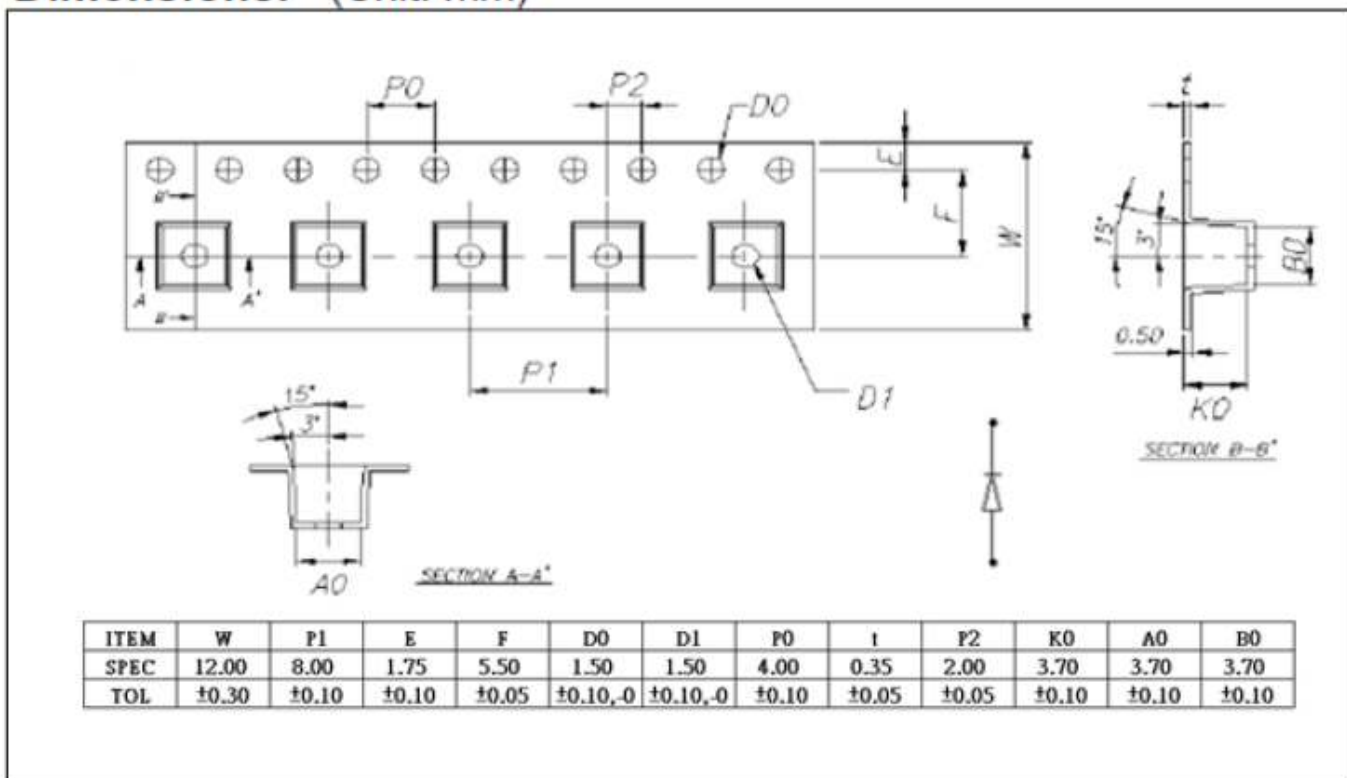 (Unit: mm)
P0
P2
D0
t
E
F
W
15°
3°
B0
A
A'
0.50
P1
D1
K0
15°
3°
SECTION B-B'
A0
SECTION A-A'
ITEM W P1 E F D0 D1 P0 t P2 K0 A0 B0
SPEC 12.00 8.00 1.75 5.50 1.50 1.50 4.00 0.35 2.00 3.70 3.70 3.70
TOL ±0.30 ±0.10 ±0.10 ±0.05 ±0.10,-0 ±0.10,-0 ±0.10 ±0.05 ±0.05 ±0.10 ±0.10 ±0.10